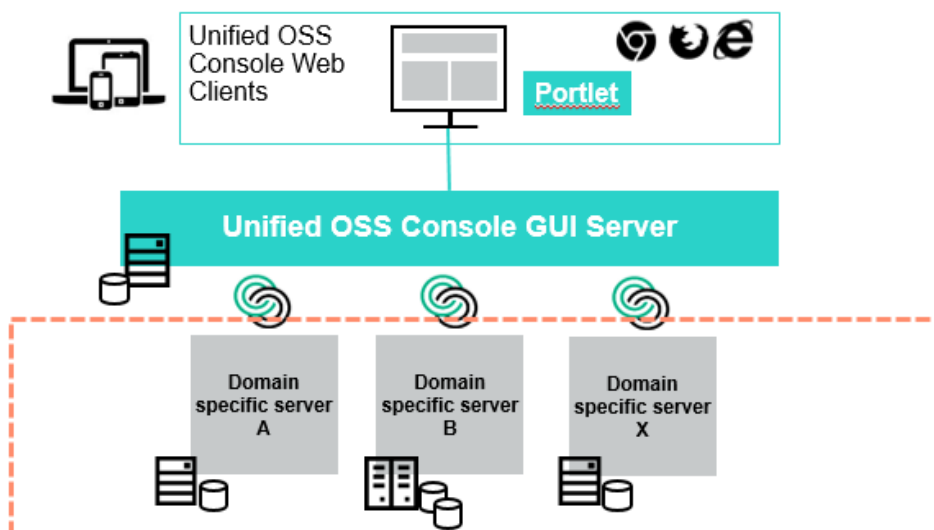 Unified OSS
Console Web
Clients
Portlet
Unified OSS Console GUI Server
Domain
specific server
A
Domain
specific server
B
Domain
specific server
X